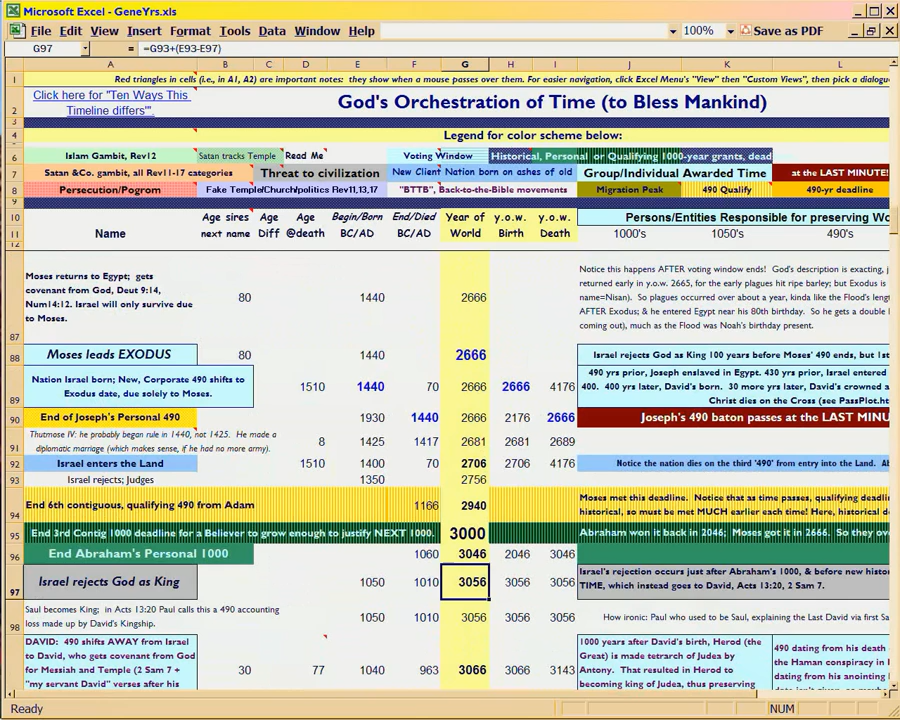 Microsoft Excel - GeneYrs.xls
File Edit View Insert Format Tools Data Window Help 100% Save as PDF
G97 = =G93+(E93-E97)
A B C D E F G H I J K L
1 Red triangles in cells (i.e., in A1, A2) are important notes: they show when a mouse passes over them. For easier navigation, click Excel Menu's "View" then "Custom Views", then pick a dialogue
Click here for "Ten Ways This
Timeline differs'".
2 God's Orchestration of Time (to Bless Mankind)
3
4 Legend for color scheme below:
6 Islam Gambit, Rev12 Satan tracks Temple Read Me Voting Window Historical, Personal or Qualifying 1000-year grants, dead
7 Satan &Co. gambit, all Rev11-17 categories Threat to civilization New Client Nation born on ashes of old Group/Individual Awarded Time at the LAST MINUTE!
8 Persecution/Pogrom Fake Temple/Church/politics Rev11,13,17 "BTTB", Back-to-the-Bible movements Migration Peak 490 Qualify 490-yr deadline
9
10 Age sires Age Age Begin/Born End/Died Year of y.o.w. y.o.w. Persons/Entities Responsible for preserving Wo
11 Name next name Diff @death BC/AD BC/AD World Birth Death 1000's 1050's 490's
12
Moses returns to Egypt; gets
covenant from God, Deut 9:14,
Num14:12. Israel will only survive due
to Moses.
87 80 1440 2666
Notice this happens AFTER voting window ends! God's description is exacting, j
returned early in y.o.w. 2665, for the early plagues hit ripe barley; but Exodus is
name=Nisan). So plagues occurred over about a year, kinda like the Flood's lengt
AFTER Exodus; & he entered Egypt near his 80th birthday. So he gets a double l
coming out), much as the Flood was Noah's birthday present.
88 Moses leads EXODUS 80 1440 2666 Israel rejects God as King 100 years before Moses' 490 ends, but 1st
Nation Israel born; New, Corporate 490 shifts to
Exodus date, due solely to Moses.
89 1510 1440 70 2666 2666 4176
490 yrs prior, Joseph enslaved in Egypt. 430 yrs prior, Israel entered
400. 400 yrs later, David's born. 30 more yrs later, David's crowned a
Christ dies on the Cross (see PassPlot.ht
90 End of Joseph's Personal 490 1930 1440 2666 2176 2666 Joseph's 490 baton passes at the LAST MINU
Thutmose IV: he probably began rule in 1440, not 1425. He made a
diplomatic marriage (which makes sense, if he had no more army).
91 8 1425 1417 2681 2681 2689
92 Israel enters the Land 1510 1400 70 2706 2706 4176 Notice the nation dies on the third '490' from entry into the Land. Al
93 Israel rejects; Judges 1350 2756
94 End 6th contiguous, qualifying 490 from Adam 1166 2940
Moses met this deadline. Notice that as time passes, qualifying deadli
historical, so must be met MUCH earlier each time! Here, historical d
95 End 3rd Contig 1000 deadline for a Believer to grow enough to justify NEXT 1000. 3000 Abraham won it back in 2046; Moses got it in 2666. So they ove
96 End Abraham's Personal 1000 1060 3046 2046 3046
97 Israel rejects God as King 1050 1010 3056 3056 3056
Israel's rejection occurs just after Abraham's 1000, & before new histo
TIME, which instead goes to David, Acts 13:20, 2 Sam 7.
Saul becomes King; in Acts 13:20 Paul calls this a 490 accounting
loss made up by David's Kingship.
98 1050 1010 3056 3056 3056 How ironic: Paul who used to be Saul, explaining the Last David via first Sa
DAVID: 490 shifts AWAY from Israel
to David, who gets covenant from God
for Messiah and Temple (2 Sam 7 +
"my servant David" verses after his
30 77 1040 963 3066 3066 3143
1000 years after David's birth, Herod (the
Great) is made tetrarch of Judea by
Antony. That resulted in Herod to
becoming king of Judea, thus preserving
490 dating from his death
the Haman conspiracy in
dating from his anointing
Ready NUM